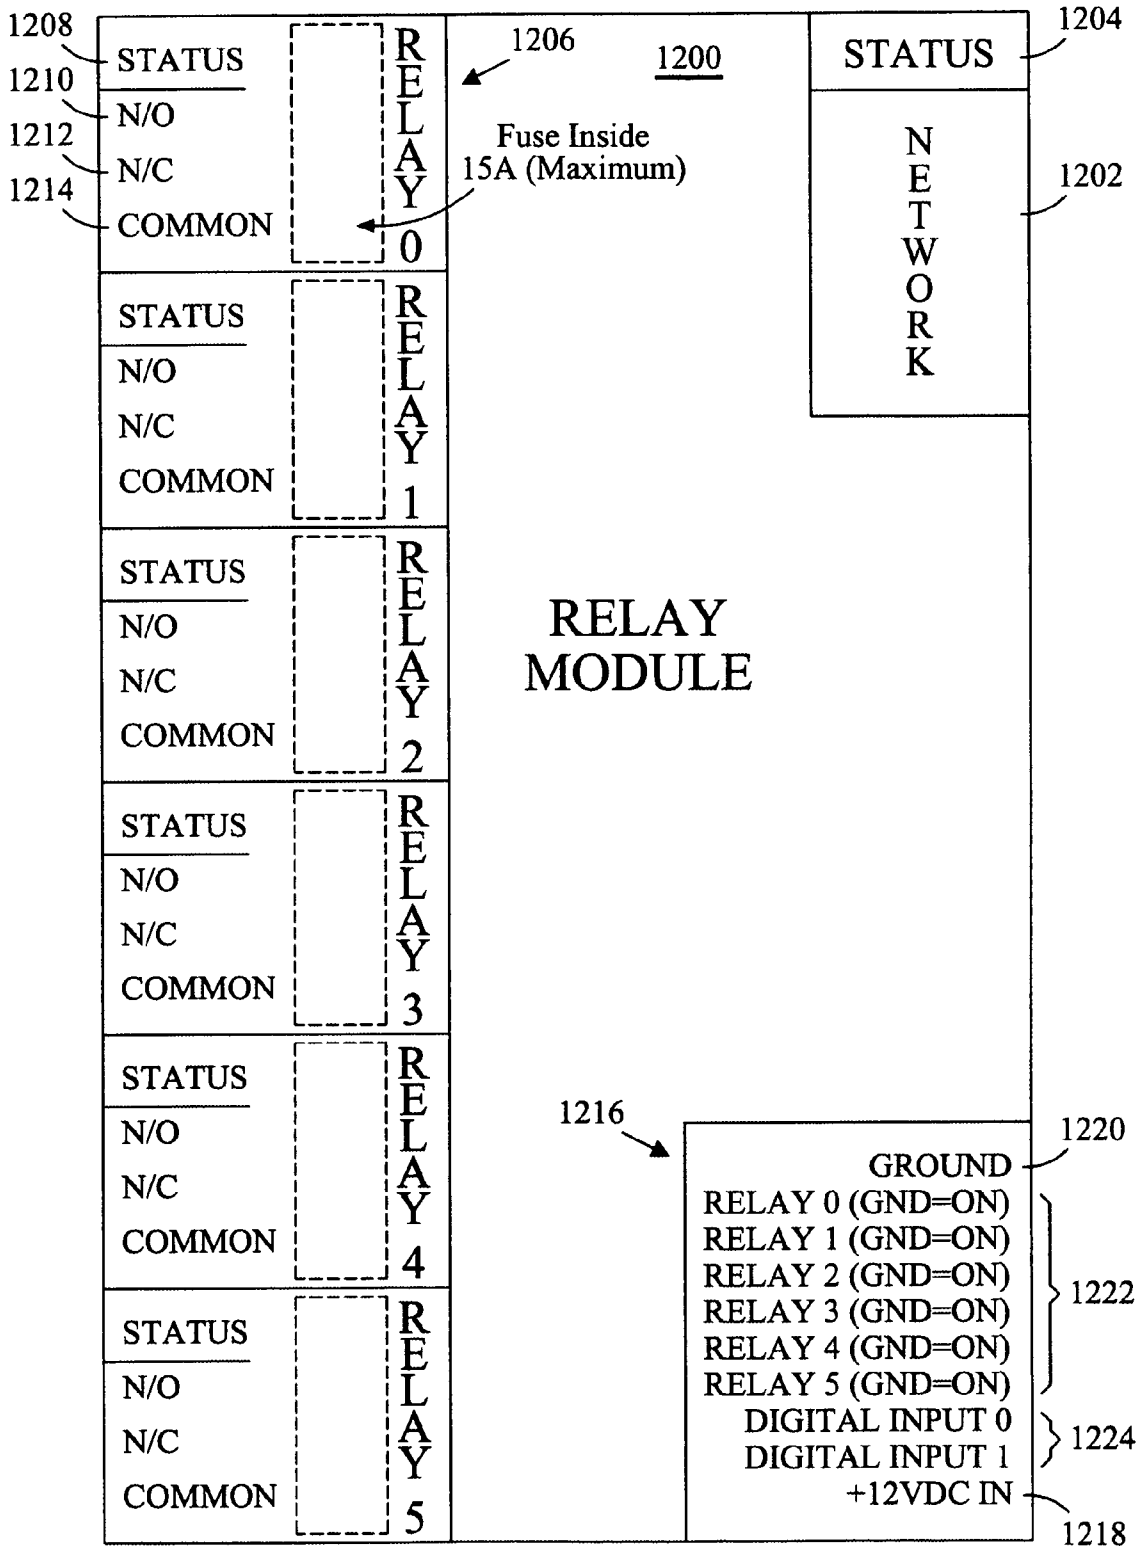 1208
STATUS
1210
N/O
1212
N/C
1214
COMMON
RELAY 0
1206
1200
Fuse Inside
15A (Maximum)
1204
STATUS
NETWORK
1202
STATUS
N/O
N/C
COMMON
RELAY 1
STATUS
N/O
N/C
COMMON
RELAY 2
RELAY
MODULE
STATUS
N/O
N/C
COMMON
RELAY 3
STATUS
N/O
N/C
COMMON
RELAY 4
STATUS
N/O
N/C
COMMON
RELAY 5
1216
GROUND
1220
RELAY 0 (GND=ON)
RELAY 1 (GND=ON)
RELAY 2 (GND=ON)
RELAY 3 (GND=ON)
RELAY 4 (GND=ON)
RELAY 5 (GND=ON)
1222
DIGITAL INPUT 0
DIGITAL INPUT 1
1224
+12VDC IN
1218